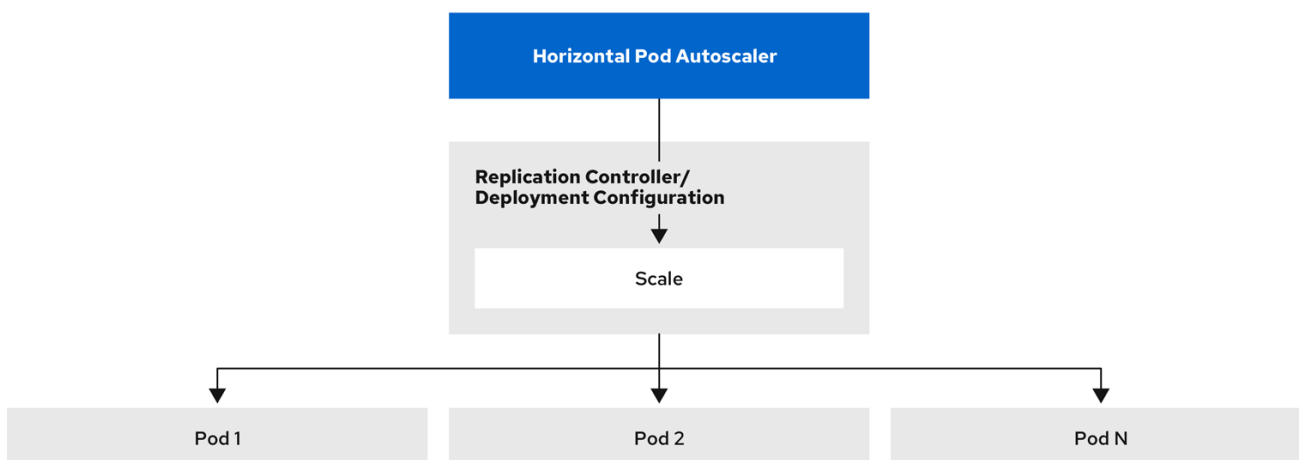 Horizontal Pod Autoscaler
Replication Controller/
Deployment Configuration
Scale
Pod 1
Pod 2
Pod N